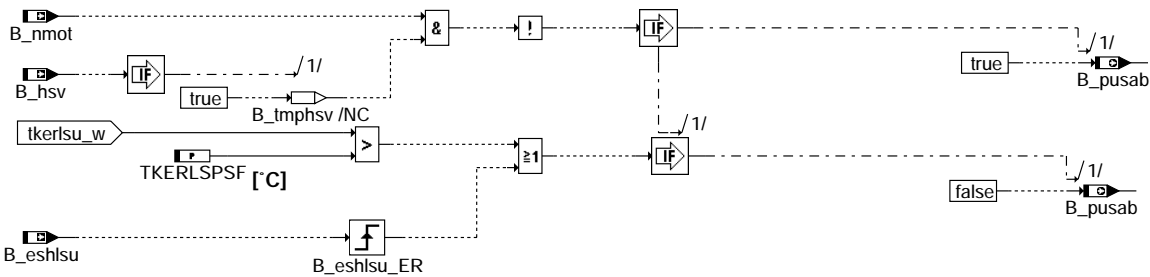 B_nmot
&
!
IF
1/
true
B_pusab
B_hsv
IF
1/
true
B_tmphsv /NC
tkerlsu_w
>
P
TKERLSPSF [°C]
≥1
1/
IF
1/
false
B_pusab
B_eshlsu
B_eshlsu_ER